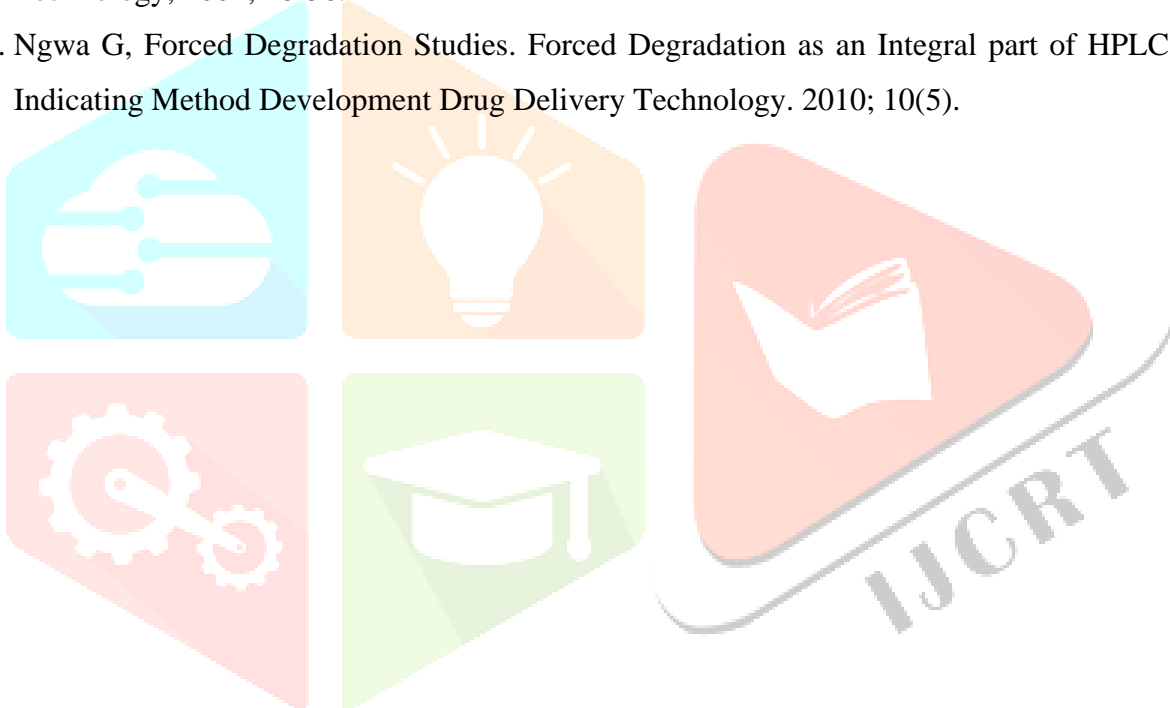 . Ngwa G, Forced Degradation Studies. Forced Degradation as an Integral part of HPLC
Indicating Method Development Drug Delivery Technology. 2010; 10(5).
IJCRT